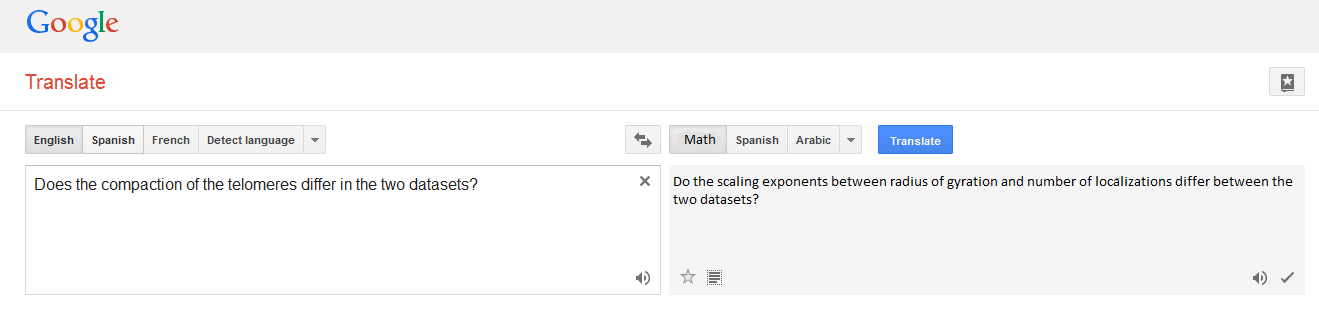 Google
Translate
English Spanish French Detect language Math Spanish Arabic Translate
Does the compaction of the telomeres differ in the two datasets?
Do the scaling exponents between radius of gyration and number of localizations differ between the
two datasets?